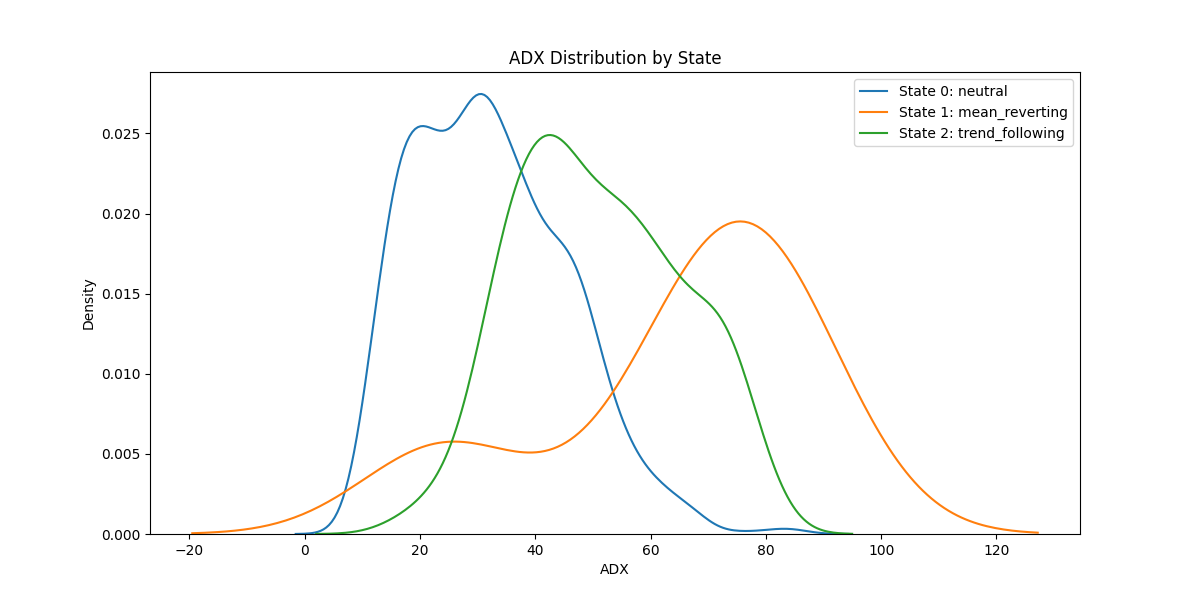 ADX Distribution by State
State 0: neutral
State 1: mean_reverting
State 2: trend_following
Density
0.025
0.020
0.015
0.010
0.005
0.000
−20
0
20
40
60
80
100
120
ADX